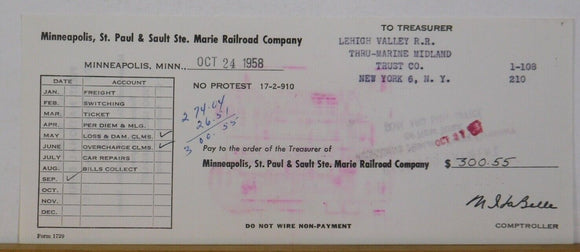 TO TREASURER
Minneapolis, St. Paul & Sault Ste. Marie Railroad Company
LEHIGH VALLEY R.R.
THRU-MARINE MIDLAND
TRUST CO. 1-108
NEW YORK 6, N. Y. 210
MINNEAPOLIS, MINN., OCT 24 1958
NO PROTEST 17-2-910
DATE ACCOUNT
JAN. FREIGHT
FEB. SWITCHING
MAR. TICKET
APR. PER DIEM & MLG.
MAY LOSS & DAM. CLMS. ✓
JUNE OVERCHARGE CLMS. ✓
JULY CAR REPAIRS
AUG. BILLS COLLECT
SEP. ✓
OCT.
NOV.
DEC.
Form 1729
274.04
26.51
300.55
OCT 27
Pay to the order of the Treasurer of
Minneapolis, St. Paul & Sault Ste. Marie Railroad Company $ 300.55
COMPTROLLER
DO NOT WIRE NON-PAYMENT